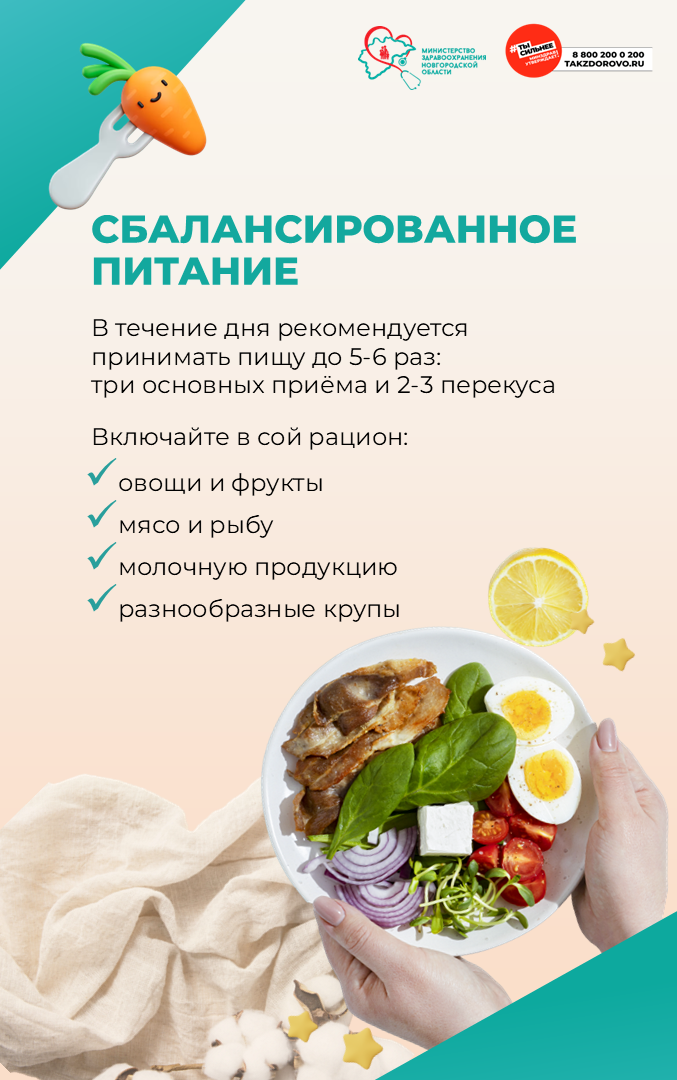 МИНИСТЕРСТВО
ЗДРАВООХРАНЕНИЯ
НОВГОРОДСКОЙ
ОБЛАСТИ
#ТЫ
СИЛЬНЕЕ
МИНЗДРАВ
УТВЕРЖДАЕТ!
8 800 200 0 200
TAKZDOROVO.RU
СБАЛАНСИРОВАННОЕ
ПИТАНИЕ
В течение дня рекомендуется
принимать пищу до 5-6 раз:
три основных приёма и 2-3 перекуса
Включайте в сой рацион:
овощи и фрукты
мясо и рыбу
молочную продукцию
разнообразные крупы